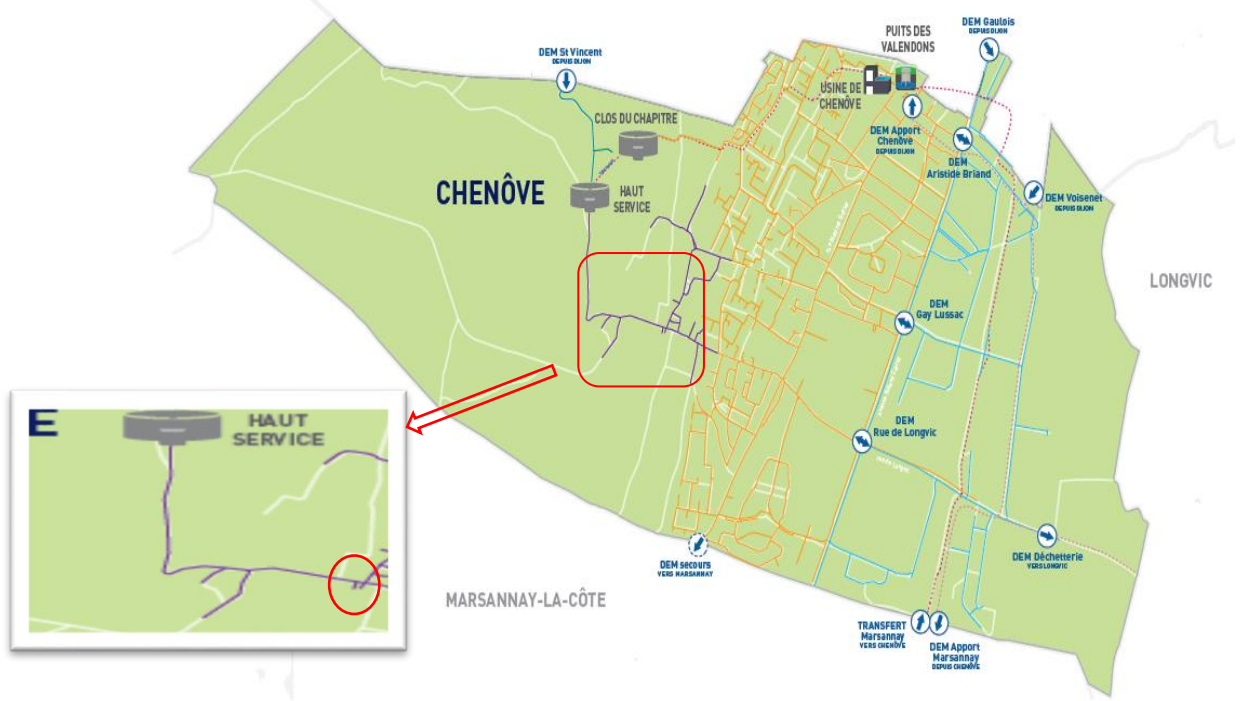 DEM Gaulois
DEPUIS DIJON
PUITS DES
VALENDONS
DEM St Vincent
DEPUIS DIJON
USINE DE
CHENÔVE
CLOS DU CHAPITRE
DEM Apport
Chenôve
DEPUIS DIJON
DEM
Aristide Briand
CHENÔVE
HAUT
SERVICE
DEM Voisenet
DEPUIS DIJON
LONGVIC
DEM
Gay Lussac
E
HAUT
SERVICE
DEM
Rue de Longvic
DEM secours
VERS MARSANNAY
DEM Déchetterie
VERS LONGVIC
MARSANNAY-LA-CÔTE
TRANSFERT
Marsannay
VERS CHENÔVE
DEM Apport
Marsannay
DEPUIS CHENÔVE